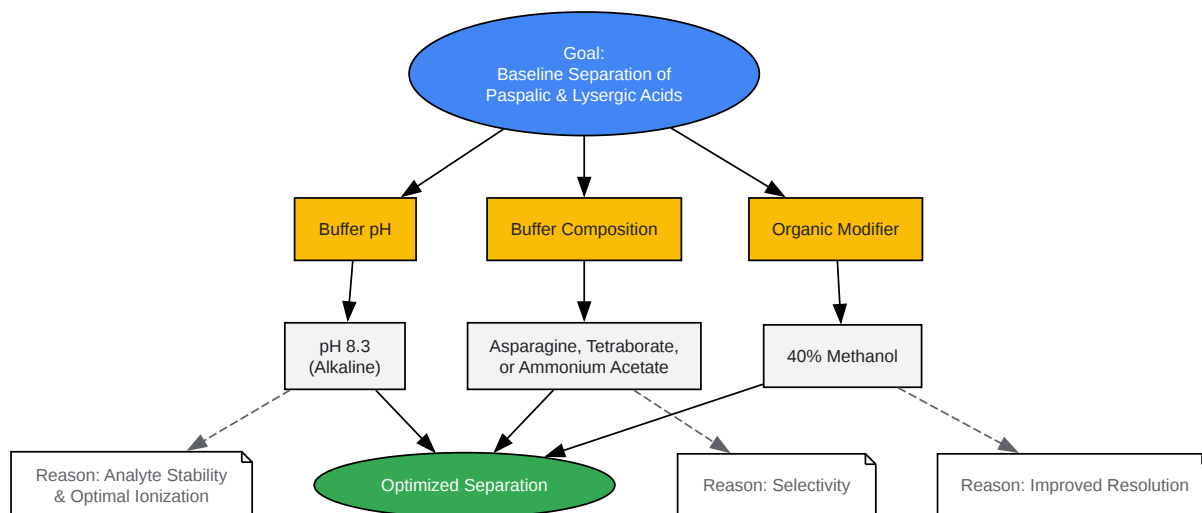 Goal:
Baseline Separation of
Paspalic & Lysergic Acids
Buffer pH
Buffer Composition
Organic Modifier
pH 8.3
(Alkaline)
Asparagine, Tetraborate,
or Ammonium Acetate
40% Methanol
Reason: Analyte Stability
& Optimal Ionization
Optimized Separation
Reason: Selectivity
Reason: Improved Resolution